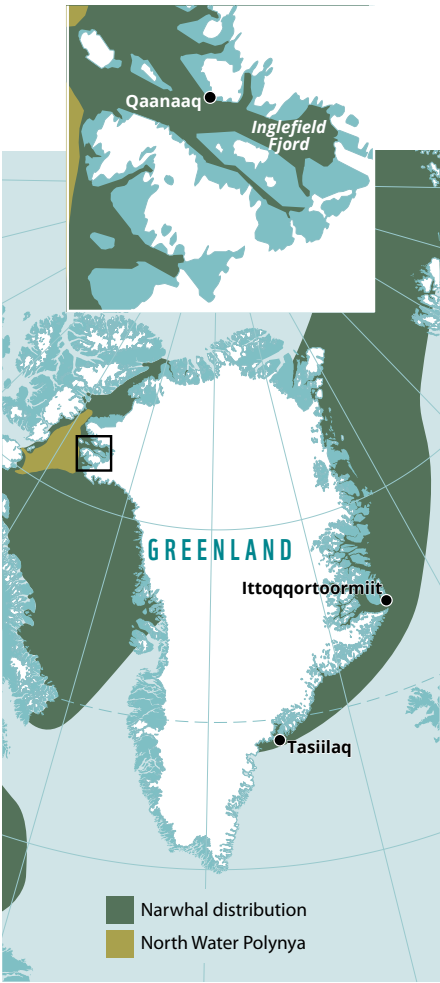 Qaanaaq
Inglefield
Fjord
GREENLAND
Ittoqqortoormiit
Tasiilaq
Narwhal distribution
North Water Polynya